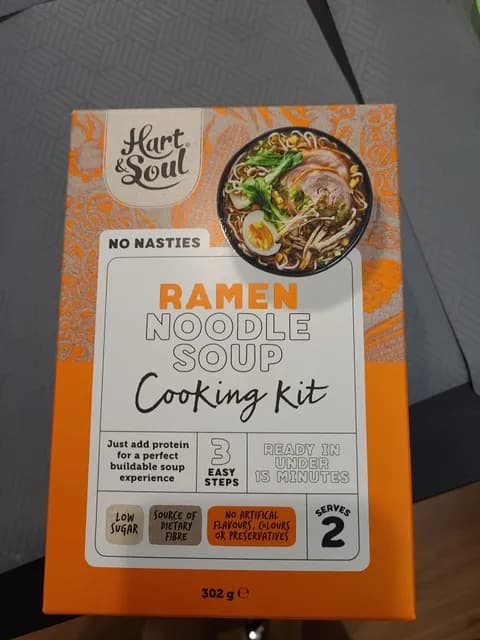 Hart
& Soul®
NO NASTIES
RAMEN
NOODLE
SOUP
Cooking Kit
Just add protein
for a perfect
buildable soup
experience
3
EASY
STEPS
READY IN
UNDER
15 MINUTES
LOW
SUGAR
SOURCE OF
DIETARY
FIBRE
NO ARTIFICAL
FLAVOURS, COLOURS
OR PRESERVATIVES
SERVES
2
302 g ℮